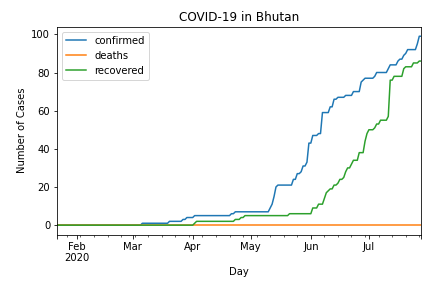 COVID-19 in Bhutan
confirmed
deaths
recovered
Number of Cases
100
80
60
40
20
0
Feb Mar Apr May Jun Jul
2020
Day